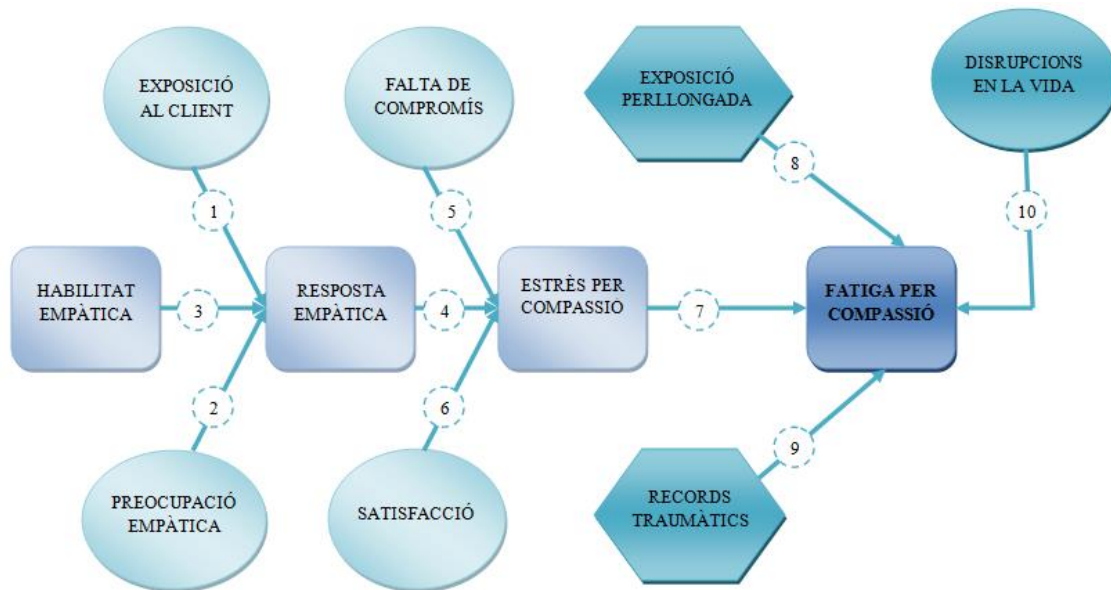 EXPOSICIÓ
AL CLIENT
FALTA DE
COMPROMÍS
EXPOSICIÓ
PERLLONGADA
DISRUPCIONS
EN LA VIDA
1
5
8
10
HABILITAT
EMPÀTICA
3
RESPOSTA
EMPÀTICA
4
ESTRÈS PER
COMPASSIÓ
7
FATIGA PER
COMPASSIÓ
2
6
9
PREOCUPACIÓ
EMPÀTICA
SATISFACCIÓ
RECORDS
TRAUMÀTICS